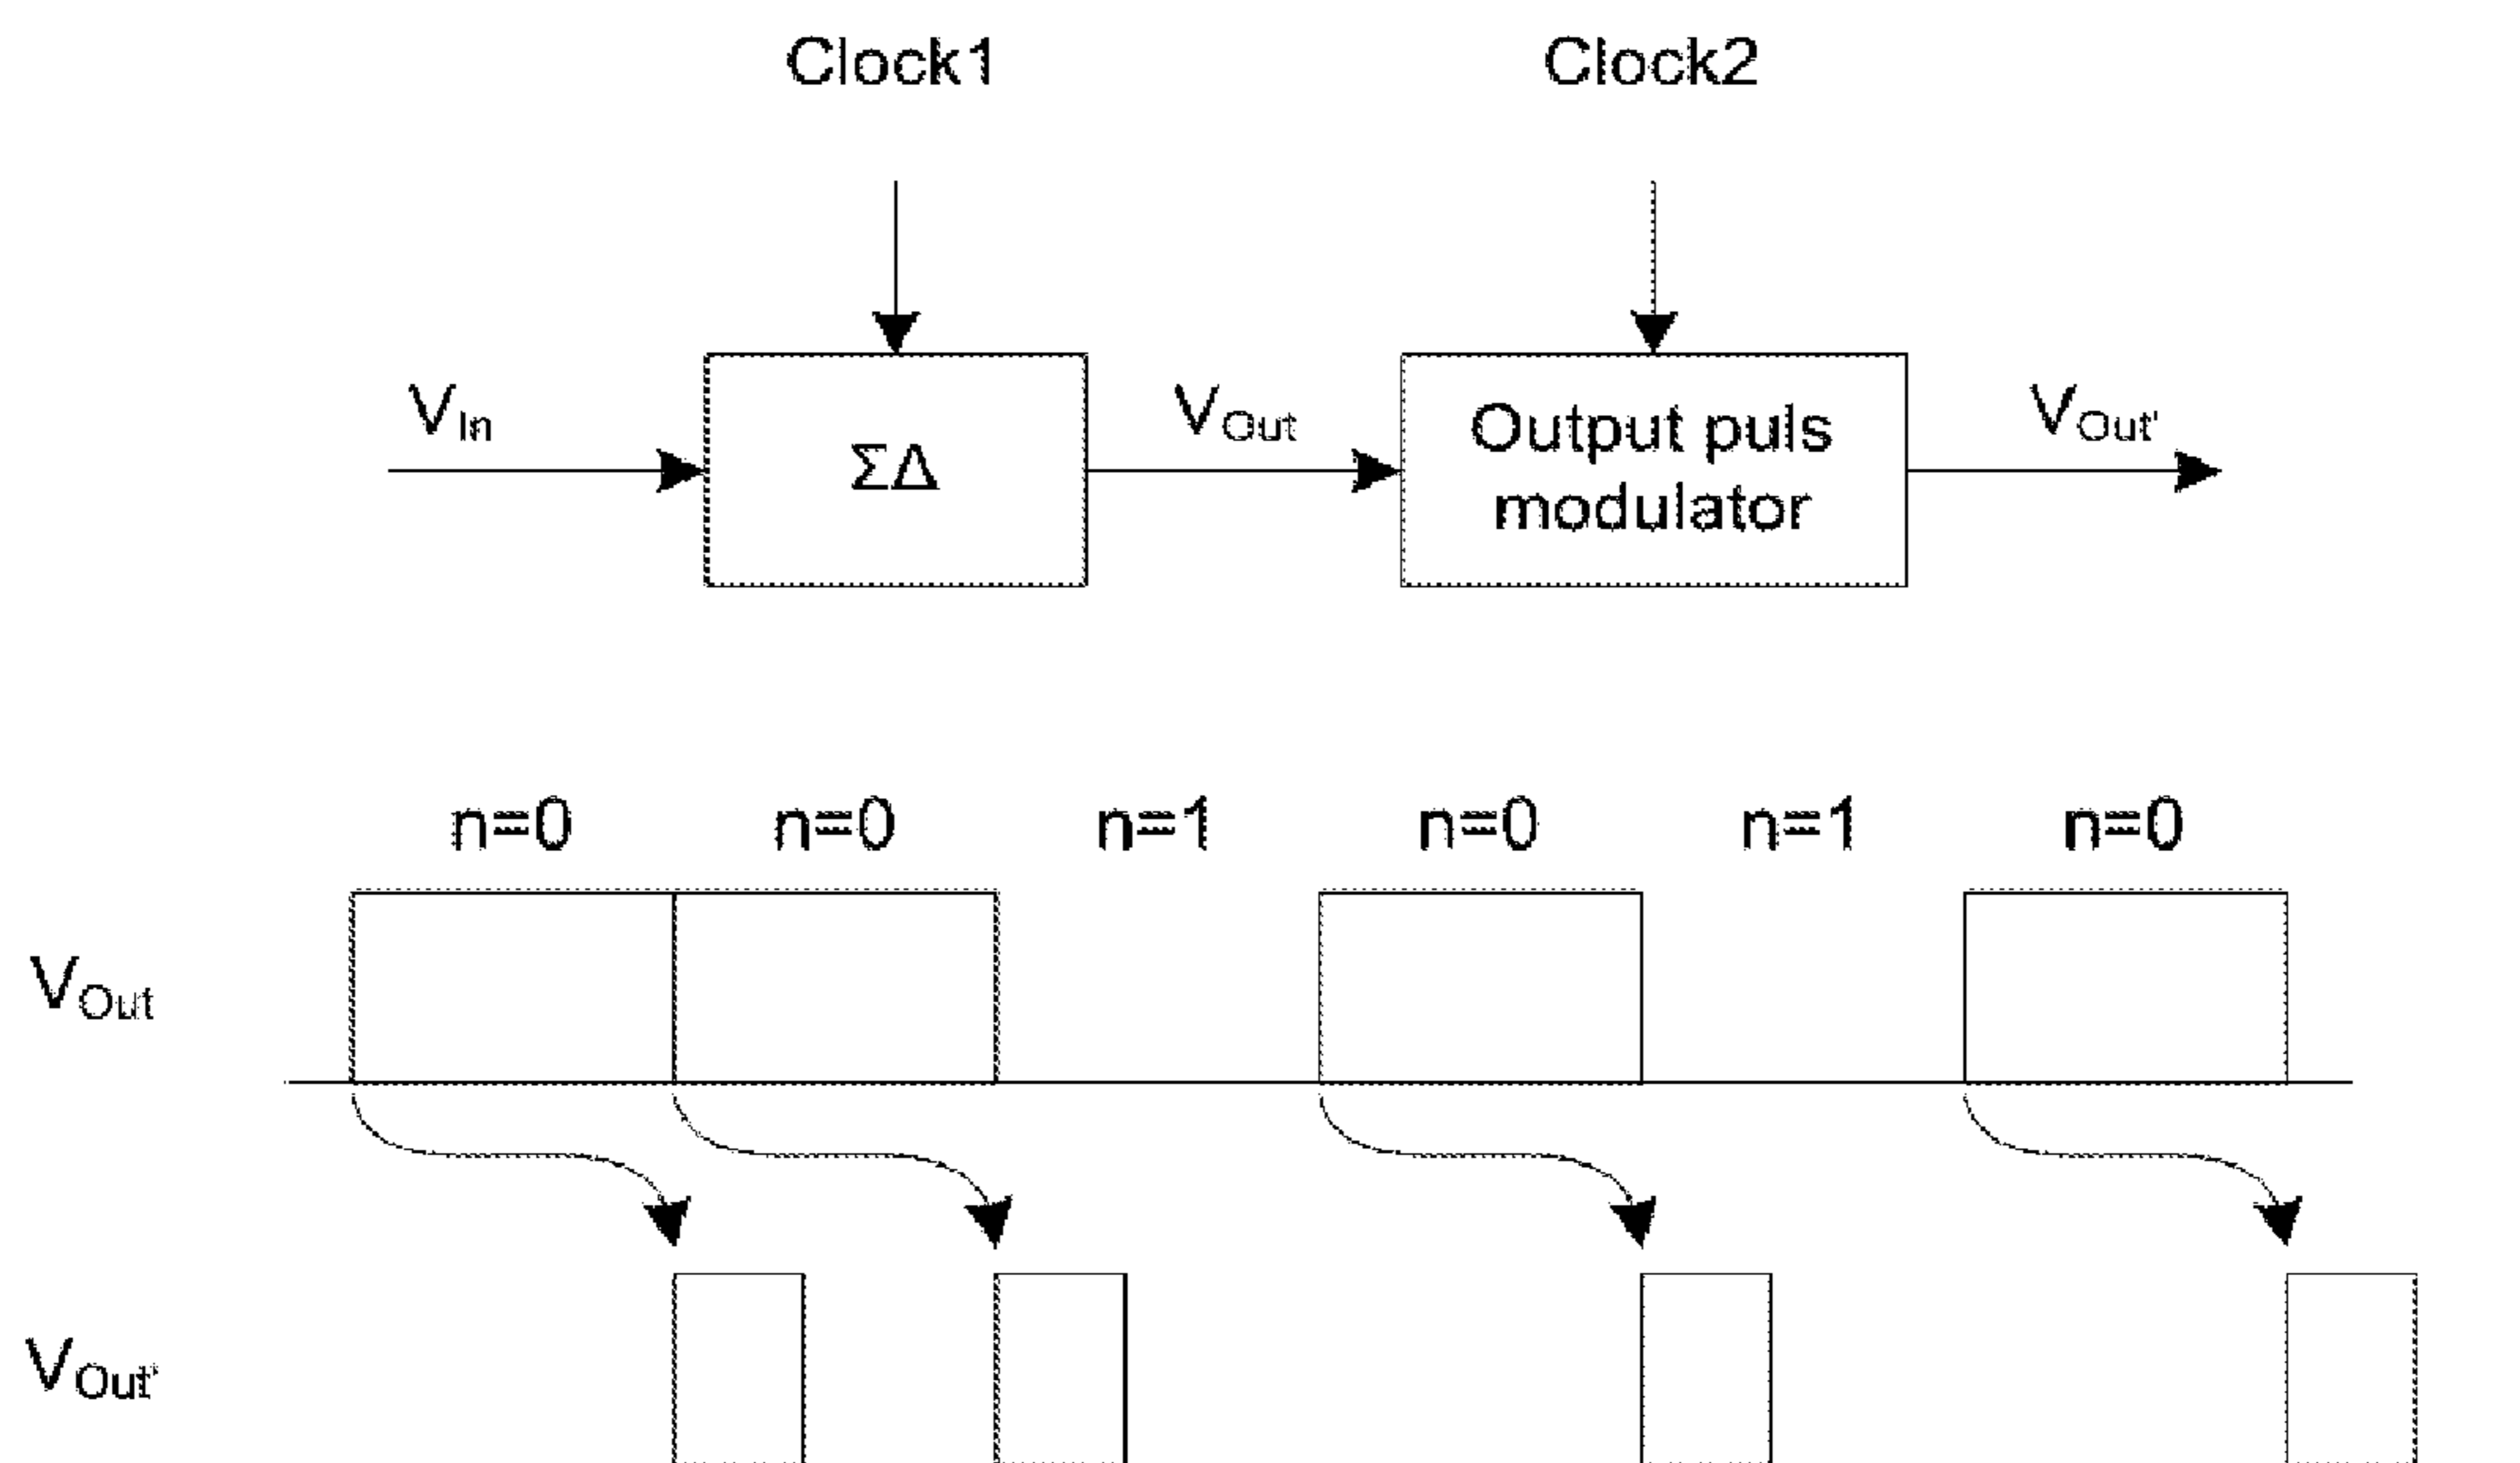 Clock1 Clock2
VIn VOut VOut'
ΣΔ
Output puls
modulator
n=0 n=0 n=1 n=0 n=1 n=0
VOut
VOut'